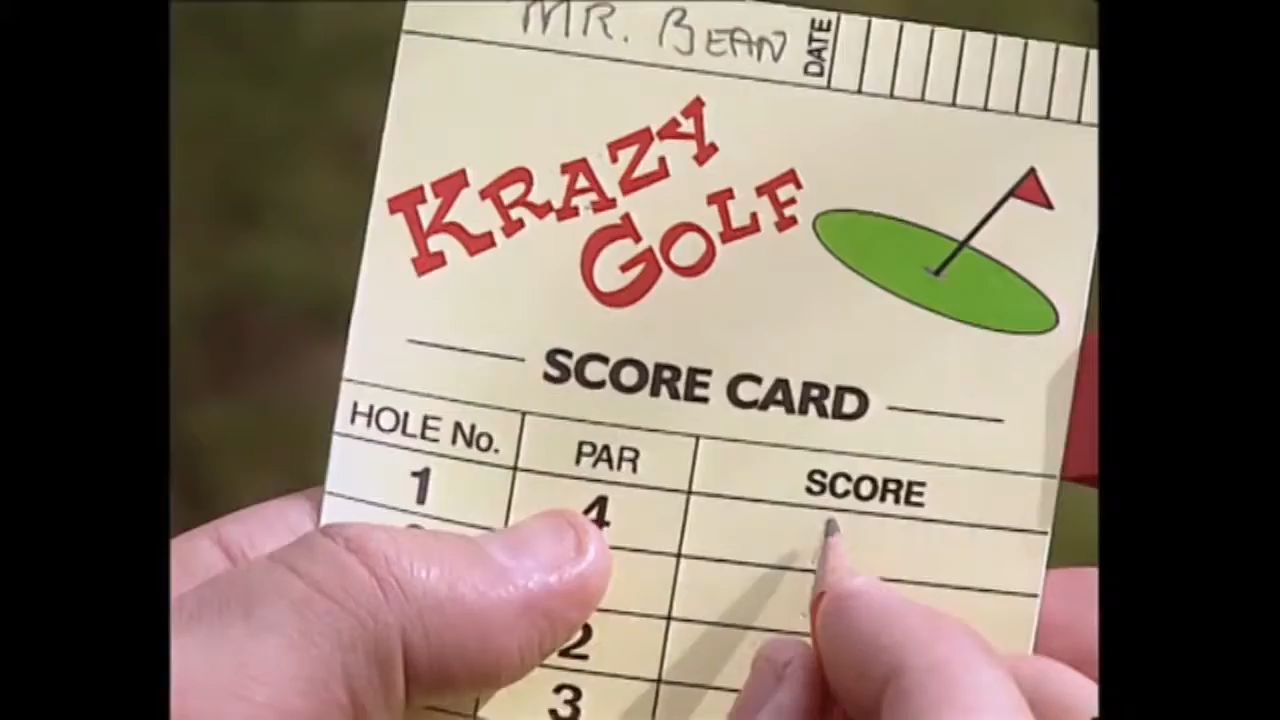 MR. BEAN DATE
KRAZY
GOLF
SCORE CARD
HOLE No. PAR SCORE
1 4
2
3